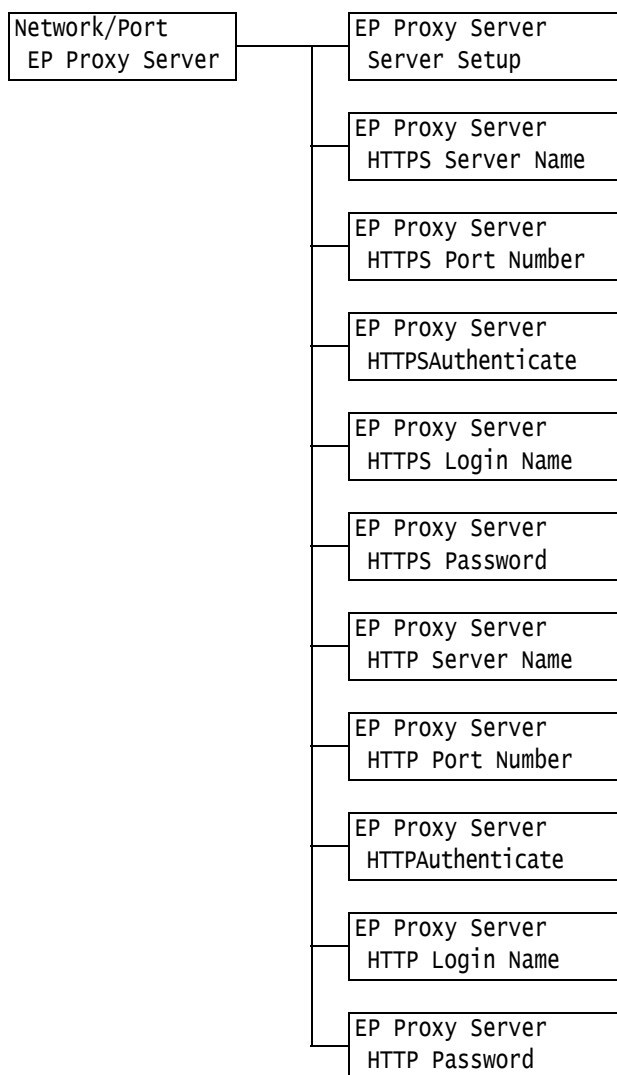 Network/Port
EP Proxy Server
EP Proxy Server
Server Setup
EP Proxy Server
HTTPS Server Name
EP Proxy Server
HTTPS Port Number
EP Proxy Server
HTTPSAuthenticate
EP Proxy Server
HTTPS Login Name
EP Proxy Server
HTTPS Password
EP Proxy Server
HTTP Server Name
EP Proxy Server
HTTP Port Number
EP Proxy Server
HTTPAuthenticate
EP Proxy Server
HTTP Login Name
EP Proxy Server
HTTP Password